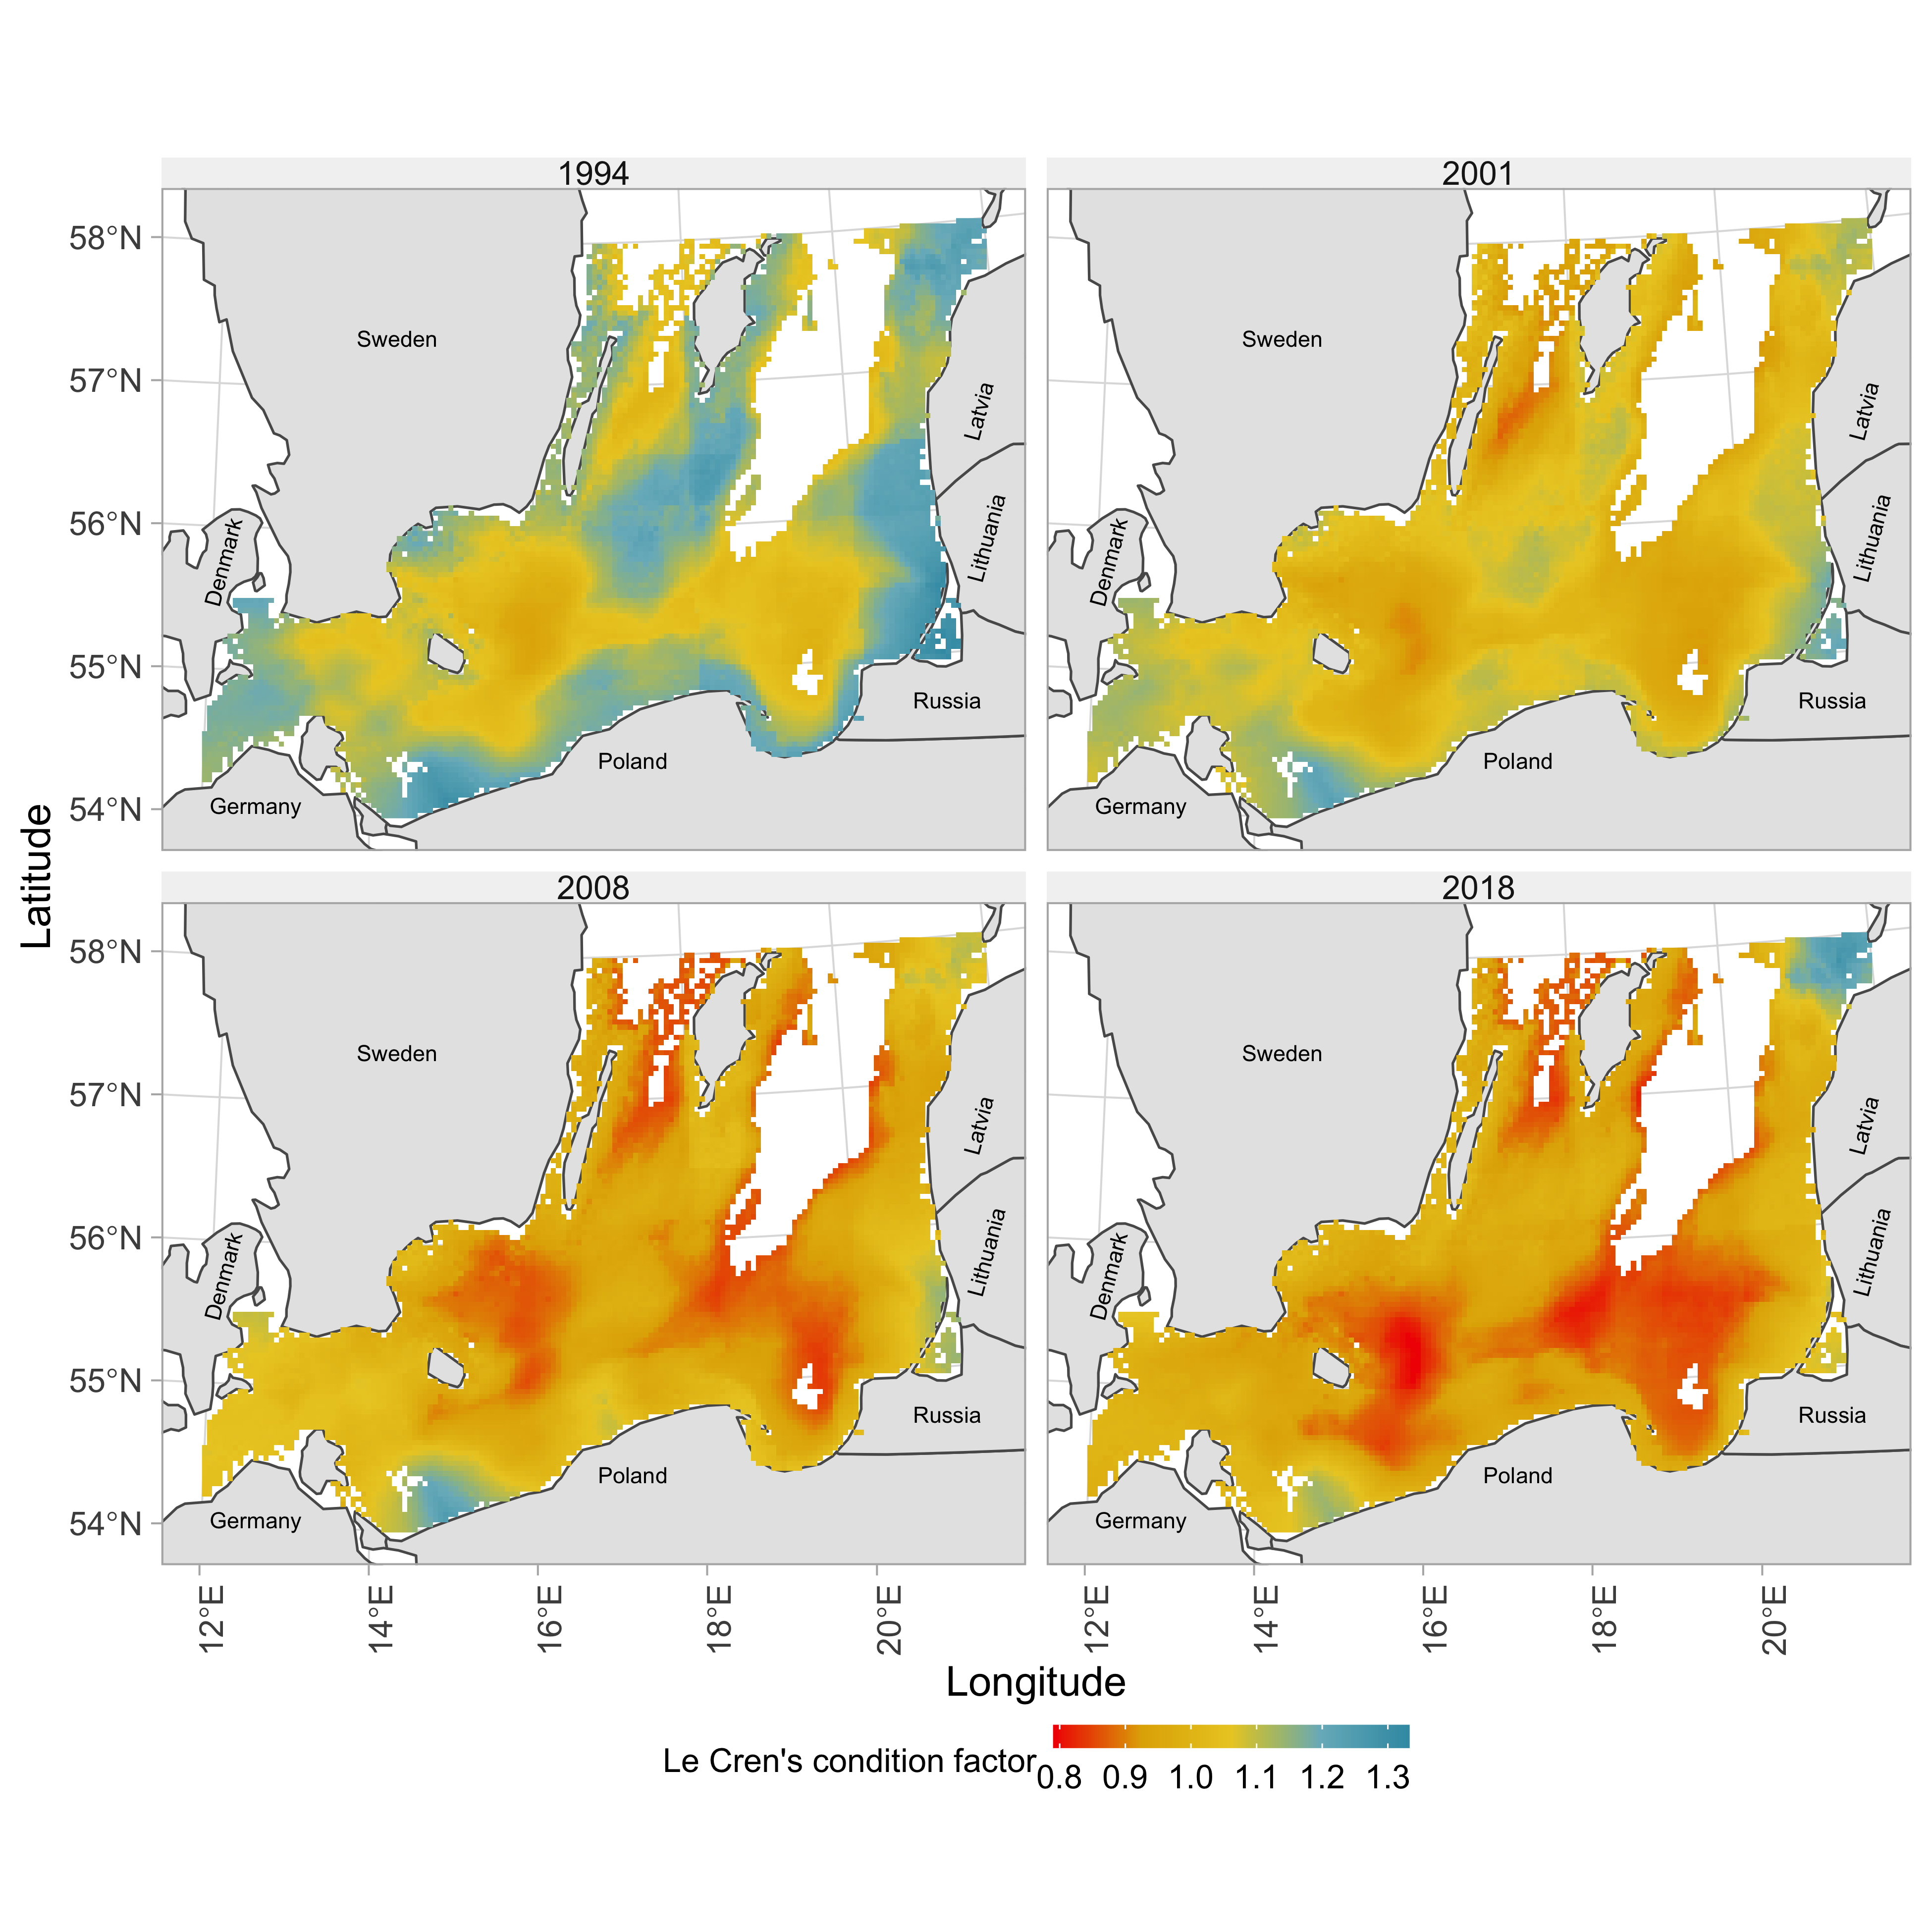 1994
2001
58°N
57°N
56°N
55°N
54°N
Sweden
Denmark
Latvia
Lithuania
Russia
Poland
Germany
Sweden
Denmark
Latvia
Lithuania
Russia
Poland
Germany
Latitude
2008
2018
58°N
57°N
56°N
55°N
54°N
Sweden
Denmark
Latvia
Lithuania
Russia
Poland
Germany
Sweden
Denmark
Latvia
Lithuania
Russia
Poland
Germany
12°E
14°E
16°E
18°E
20°E
12°E
14°E
16°E
18°E
20°E
Longitude
Le Cren's condition factor
0.8 0.9 1.0 1.1 1.2 1.3